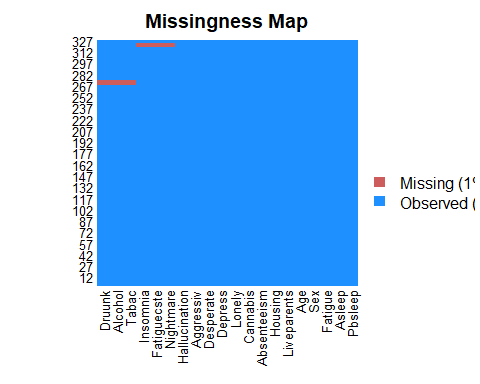 Missingness Map
327
312
297
282
267
252
237
222
207
192
177
162
147
132
117
102
87
72
57
42
27
12
Missing (1%
Observed (
Druunk
Alcohol
Tabac
Insomnia
Fatiguecste
Nightmare
Hallucination
Aggressiv
Desperate
Depress
Lonely
Cannabis
Absenteeism
Housing
Liveparents
Age
Sex
Fatigue
Asleep
Pbsleep